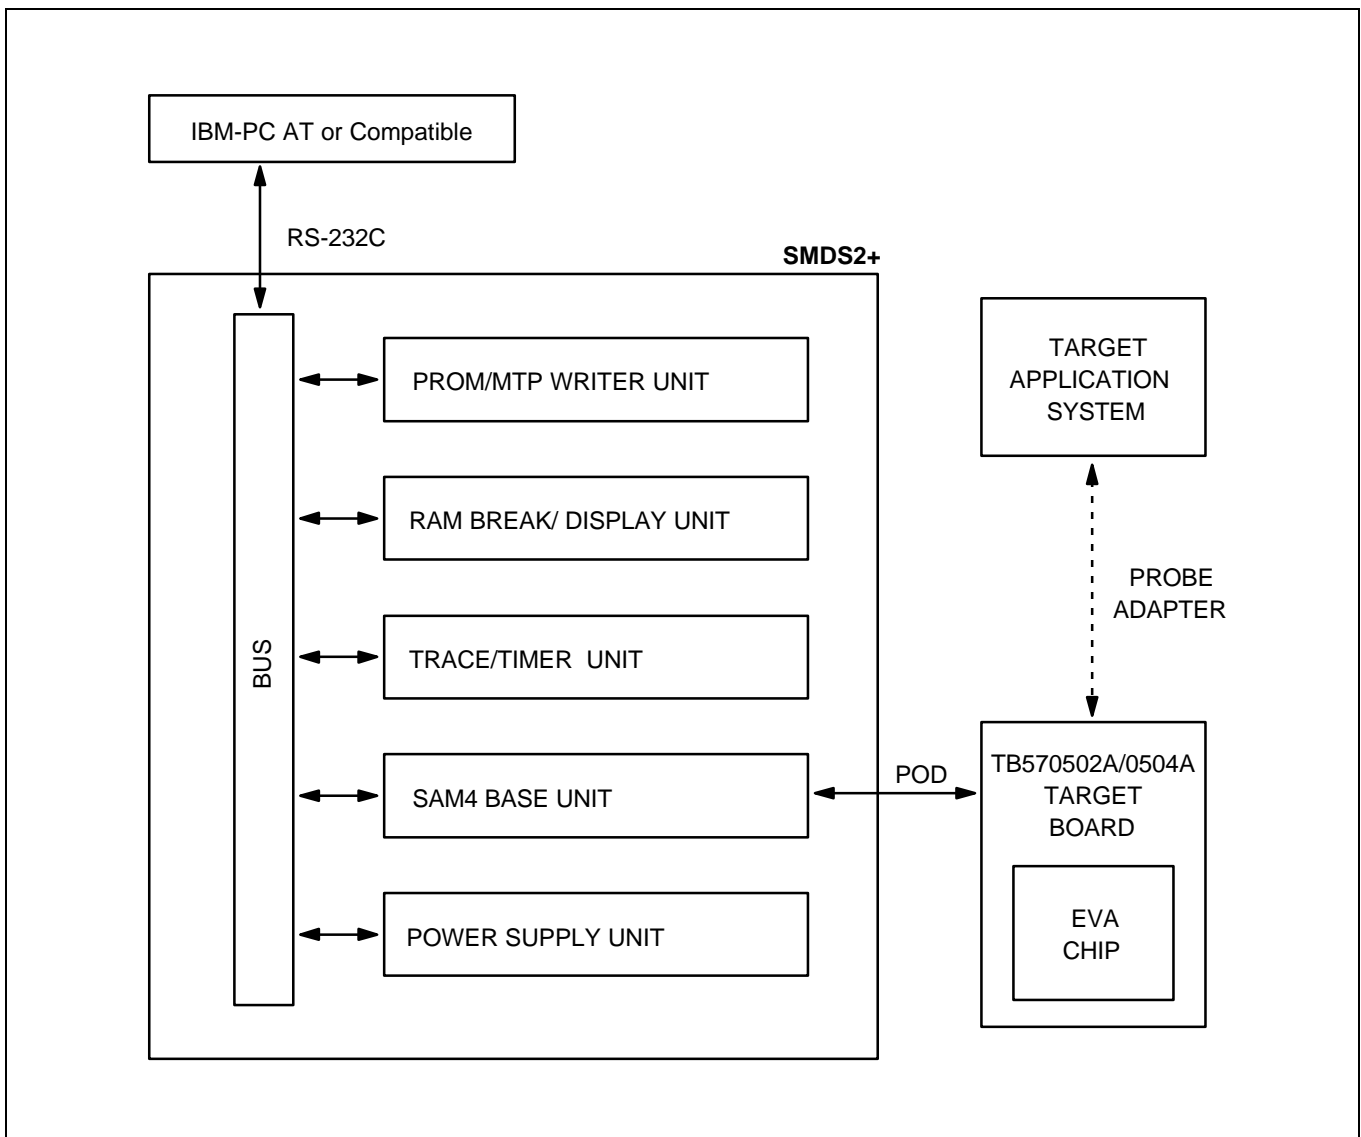 IBM-PC AT or Compatible
RS-232C
SMDS2+
BUS
PROM/MTP WRITER UNIT
RAM BREAK/ DISPLAY UNIT
TRACE/TIMER UNIT
SAM4 BASE UNIT
POWER SUPPLY UNIT
POD
TARGET
APPLICATION
SYSTEM
PROBE
ADAPTER
TB570502A/0504A
TARGET
BOARD
EVA
CHIP